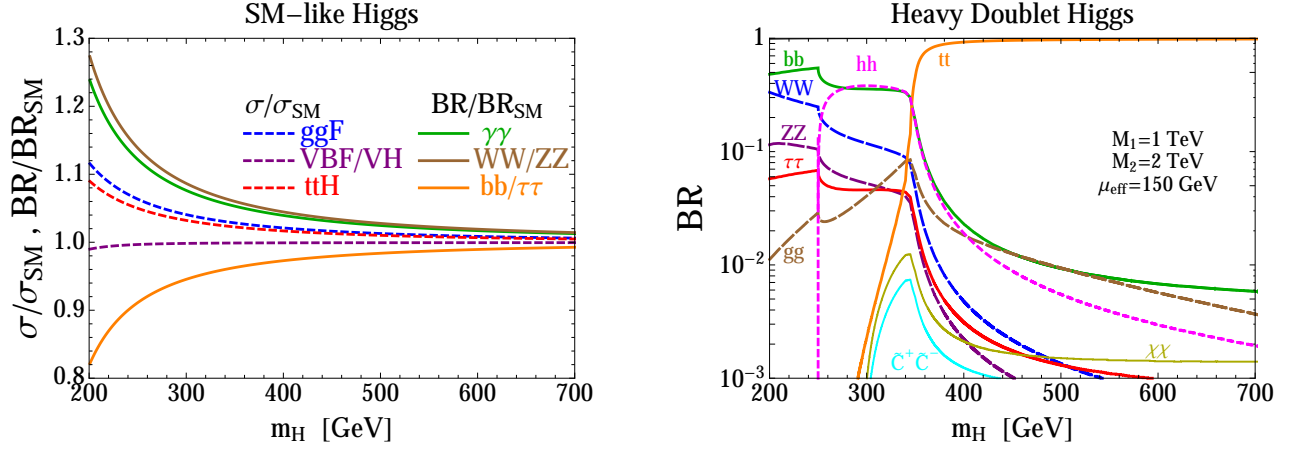 SM-like Higgs
σ/σSM , BR/BRSM
1.3
1.2
1.1
1.0
0.9
0.8
σ/σSM BR/BRSM
ggF γγ
VBF/VH WW/ZZ
ttH bb/ττ
200 300 400 500 600 700
mH [GeV]
Heavy Doublet Higgs
BR
1
10⁻¹
10⁻²
10⁻³
bb hh tt
WW
ZZ
ττ
gg
M₁=1 TeV
M₂=2 TeV
μeff=150 GeV
χχ
C̃⁺C̃⁻
200 300 400 500 600 700
mH [GeV]